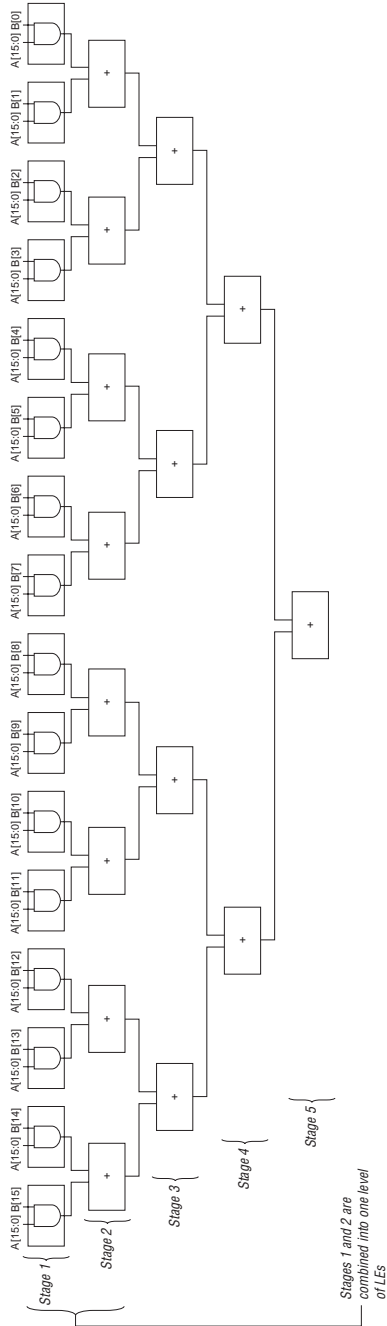 A[15:0] B[15] A[15:0] B[14] A[15:0] B[13] A[15:0] B[12] A[15:0] B[11] A[15:0] B[10] A[15:0] B[9] A[15:0] B[8] A[15:0] B[7] A[15:0] B[6] A[15:0] B[5] A[15:0] B[4] A[15:0] B[3] A[15:0] B[2] A[15:0] B[1] A[15:0] B[0]
Stage 1
Stage 2 + + + + + + + +
Stage 3 + + + +
Stage 4 + +
Stage 5 +
Stages 1 and 2 are
combined into one level
of LEs